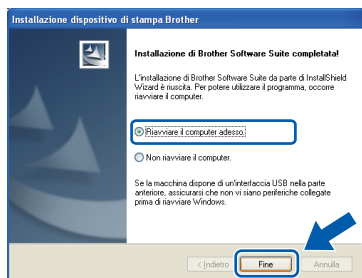 Installazione dispositivo di stampa Brother
Installazione di Brother Software Suite completata!
L'installazione di Brother Software Suite da parte di InstallShield
Wizard è riuscita. Per potere utilizzare il programma, occorre
riavviare il computer.
Riavviare il computer adesso.
Non riavviare il computer.
Se la macchina dispone di un'interfaccia USB nella parte
anteriore, assicurarsi che non vi siano periferiche collegate
prima di riavviare Windows.
< Indietro Fine Annulla